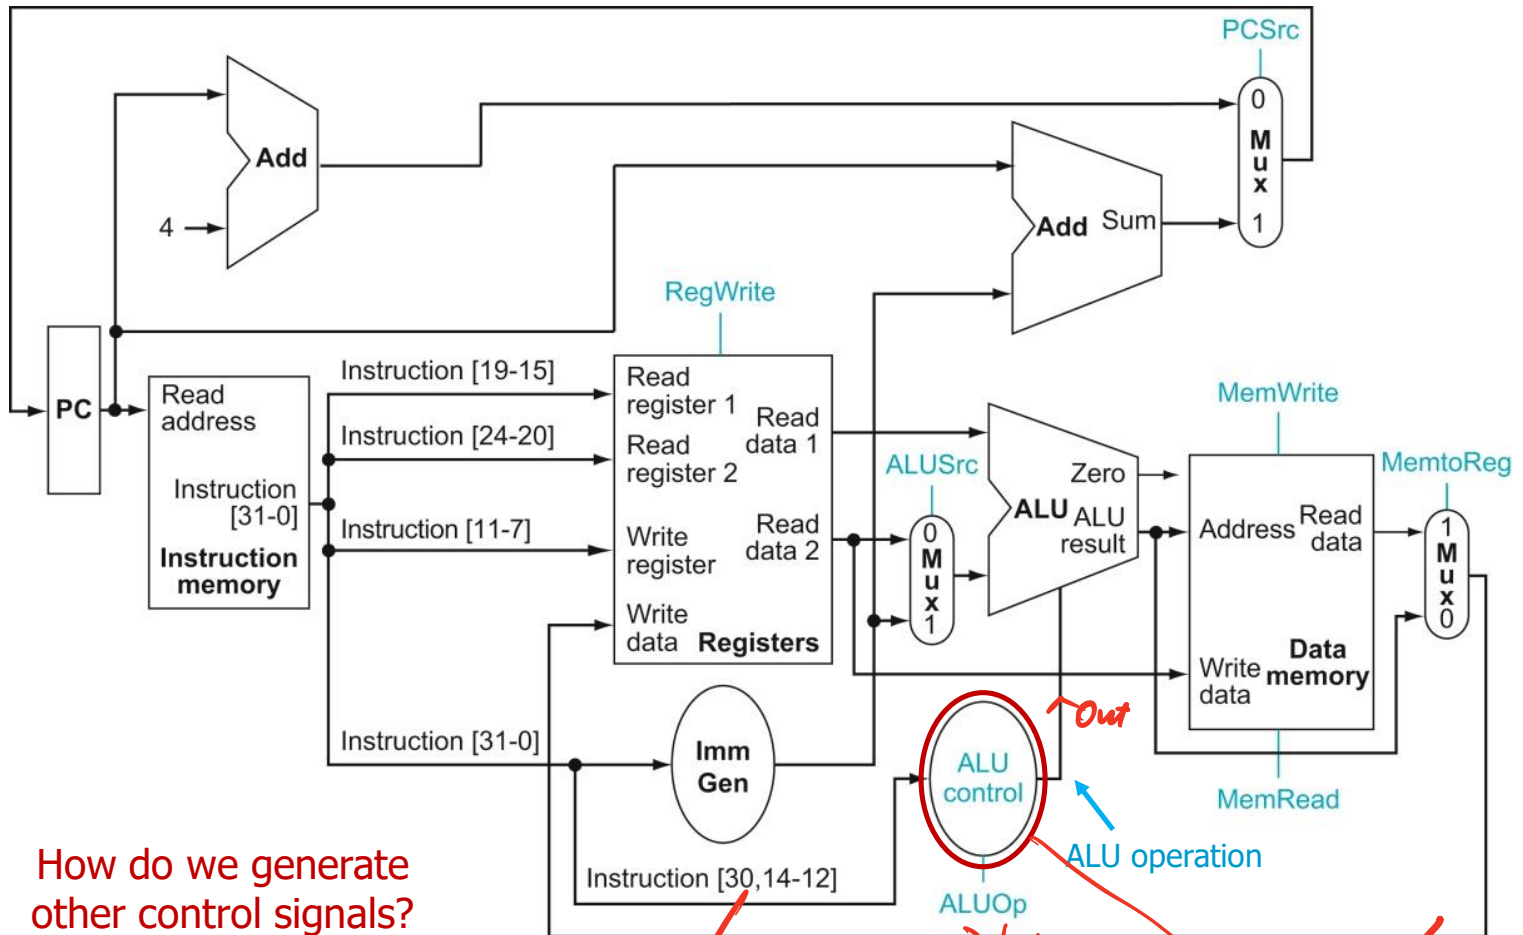 PCSrc
0
Mux
1
Add
4
Add Sum
RegWrite
PC
Read
address
Instruction
[31-0]
Instruction
memory
Instruction [19-15]
Instruction [24-20]
Instruction [11-7]
Instruction [31-0]
Read
register 1
Read
data 1
Read
register 2
Write
register
Read
data 2
Write
data
Registers
ALUSrc
0
Mux
1
Zero
ALU
ALU
result
MemWrite
Address
Read
data
Write
data
Data
memory
MemRead
MemtoReg
1
Mux
0
Imm
Gen
Out
ALU
control
ALU operation
Instruction [30,14-12]
ALUOp
How do we generate
other control signals?